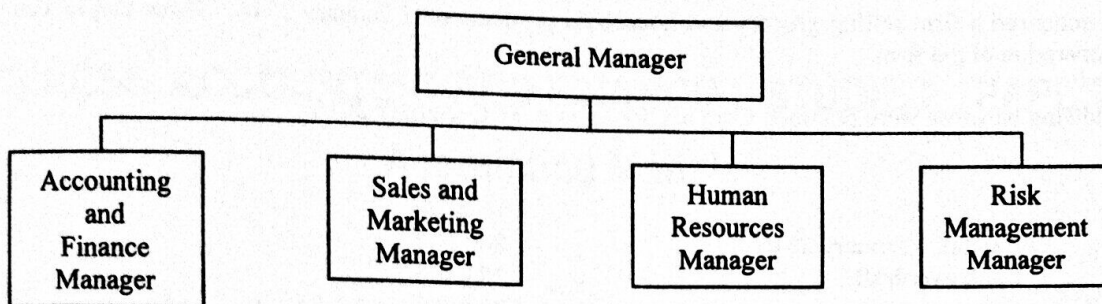 General Manager
Accounting
and
Finance
Manager
Sales and
Marketing
Manager
Human
Resources
Manager
Risk
Management
Manager